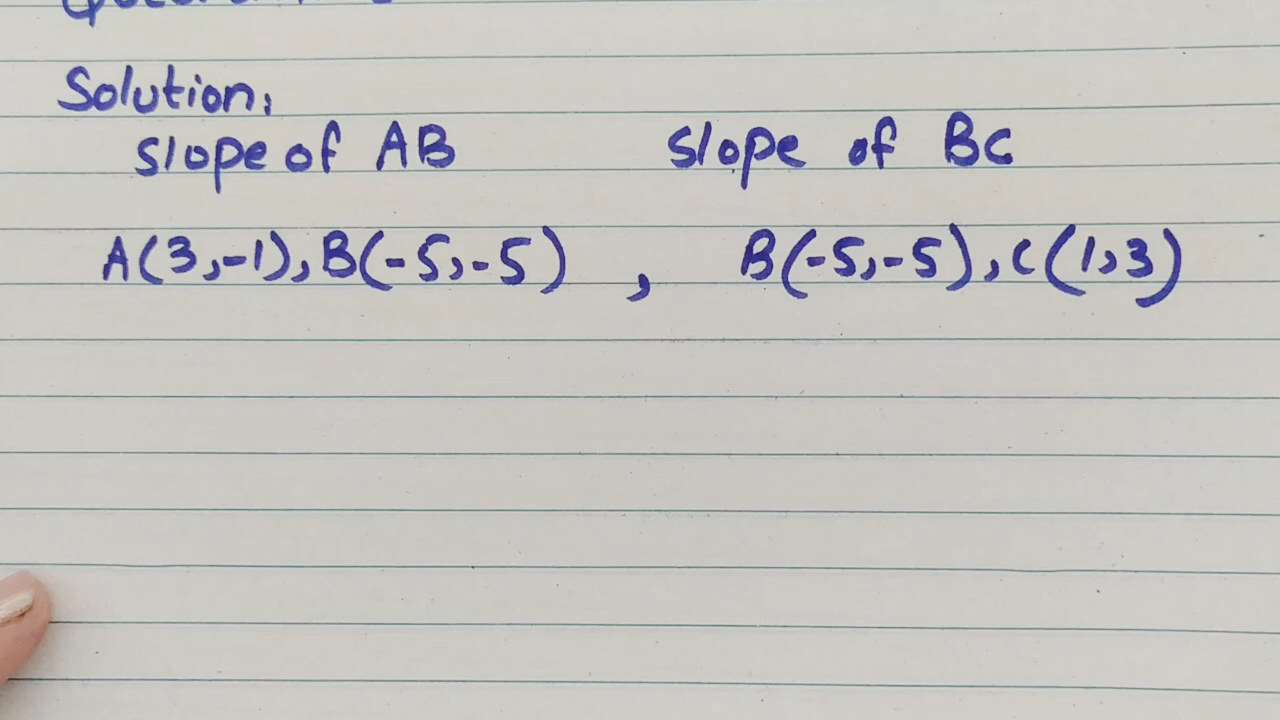 Solution:
slope of AB slope of BC
A(3,-1), B(-5,-5) , B(-5,-5), C(1,3)